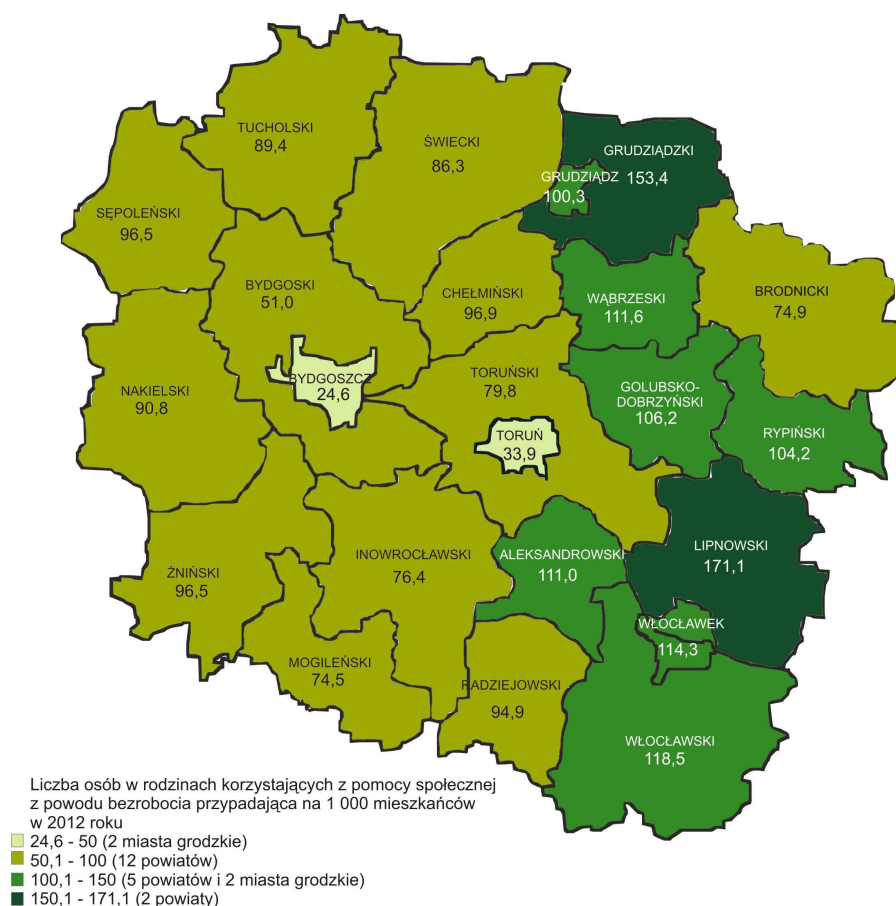 TUCHOLSKI
89,4
ŚWIECKI
86,3
GRUDZIĄDZKI
153,4
GRUDZIĄDZ
100,3
SĘPOLEŃSKI
96,5
BYDGOSKI
51,0
CHEŁMIŃSKI
96,9
WĄBRZESKI
111,6
BRODNICKI
74,9
NAKIELSKI
90,8
BYDGOSZCZ
24,6
TORUŃSKI
79,8
GOLUBSKO-
DOBRZYŃSKI
106,2
TORUŃ
33,9
RYPIŃSKI
104,2
ŻNIŃSKI
96,5
INOWROCŁAWSKI
76,4
ALEKSANDROWSKI
111,0
LIPNOWSKI
171,1
WŁOCŁAWEK
114,3
MOGILEŃSKI
74,5
RADZIEJOWSKI
94,9
WŁOCŁAWSKI
118,5
Liczba osób w rodzinach korzystających z pomocy społecznej
z powodu bezrobocia przypadająca na 1 000 mieszkańców
w 2012 roku
24,6 - 50 (2 miasta grodzkie)
50,1 - 100 (12 powiatów)
100,1 - 150 (5 powiatów i 2 miasta grodzkie)
150,1 - 171,1 (2 powiaty)